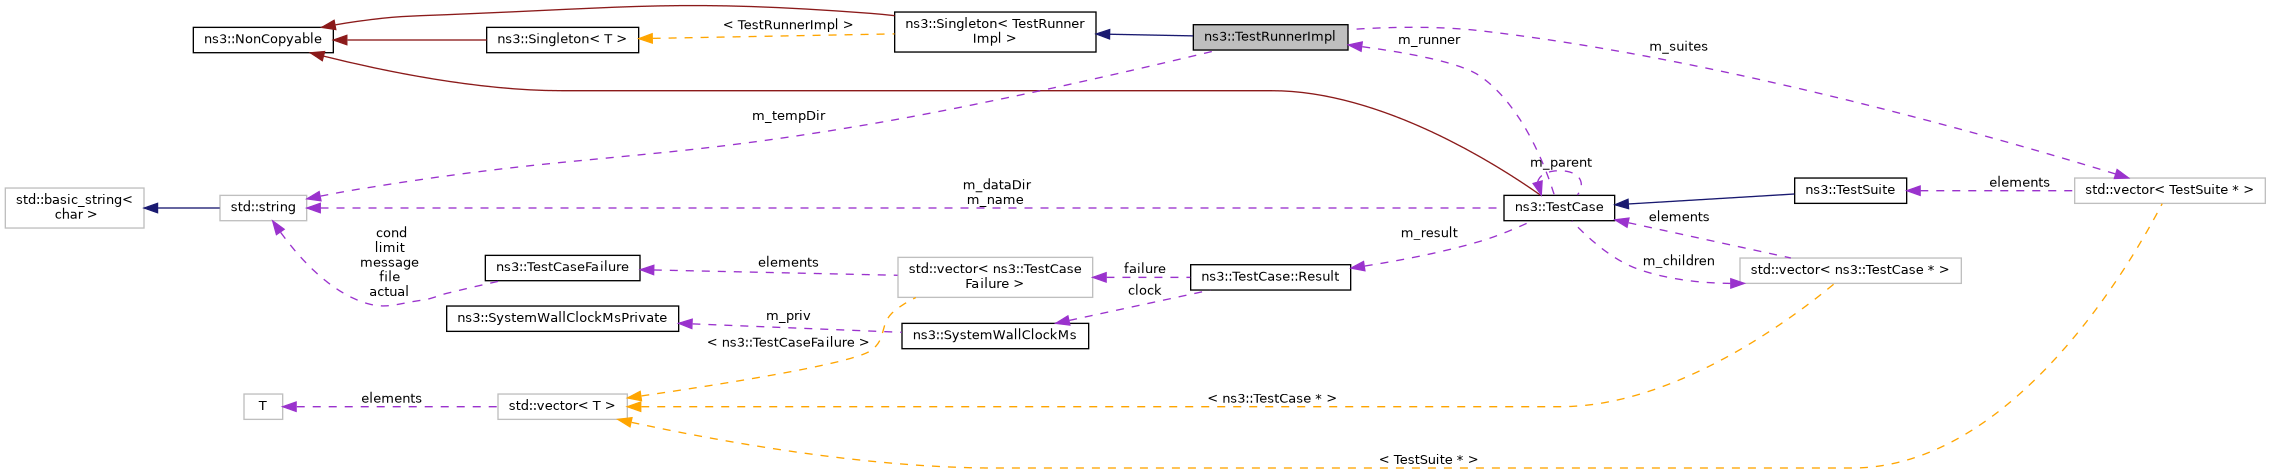 ns3::NonCopyable
ns3::Singleton< T >
< TestRunnerImpl >
ns3::Singleton< TestRunner
Impl >
ns3::TestRunnerImpl
m_runner
m_suites
m_tempDir
m_parent
std::basic_string<
char >
std::string
m_dataDir
m_name
ns3::TestCase
ns3::TestSuite
elements
std::vector< TestSuite * >
elements
cond
limit
message
file
actual
ns3::TestCaseFailure
elements
std::vector< ns3::TestCase
Failure >
failure
clock
ns3::TestCase::Result
m_result
m_children
std::vector< ns3::TestCase * >
ns3::SystemWallClockMsPrivate
m_priv
ns3::SystemWallClockMs
< ns3::TestCaseFailure >
T
elements
std::vector< T >
< ns3::TestCase * >
< TestSuite * >